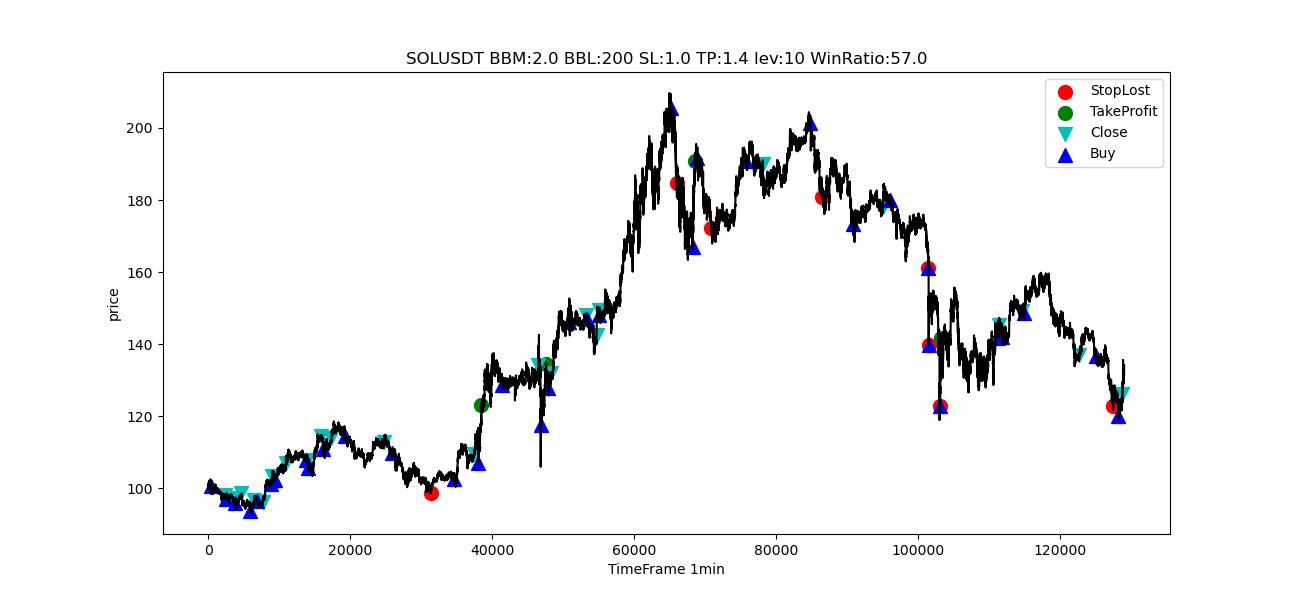 SOLUSDT BBM:2.0 BBL:200 SL:1.0 TP:1.4 lev:10 WinRatio:57.0
StopLost
TakeProfit
Close
Buy
price
200
180
160
140
120
100
0 20000 40000 60000 80000 100000 120000
TimeFrame 1min